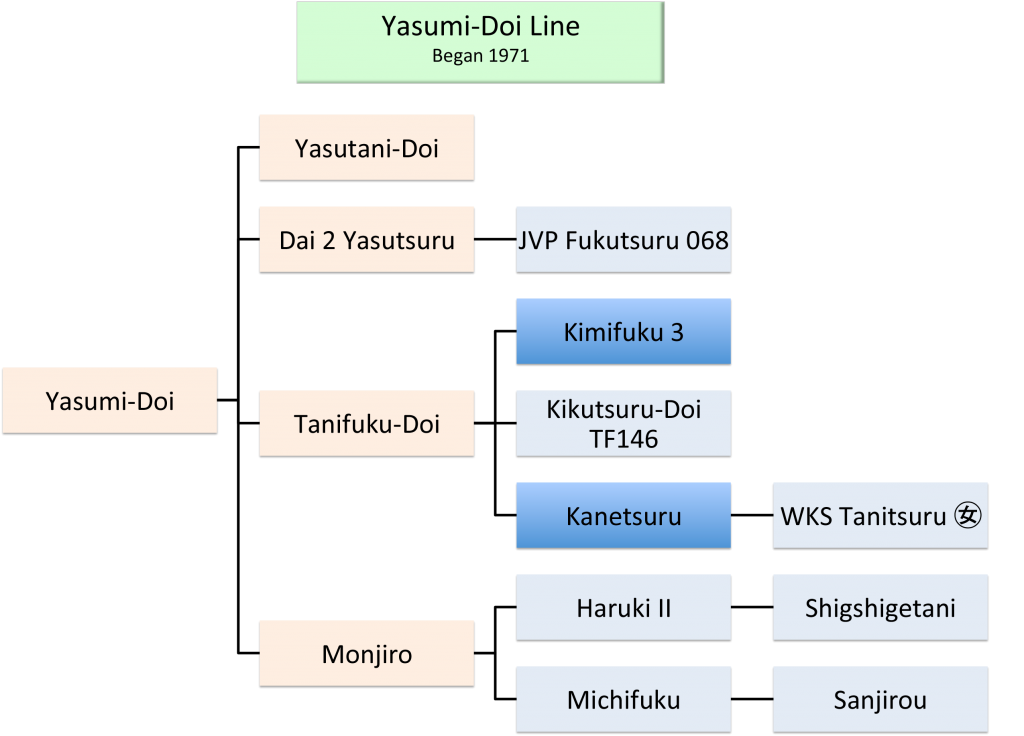 Yasumi-Doi Line
Began 1971
Yasutani-Doi
Dai 2 Yasutsuru
JVP Fukutsuru 068
Kimifuku 3
Yasumi-Doi
Tanifuku-Doi
Kikutsuru-Doi
TF146
Kanetsuru
WKS Tanitsuru ㊛
Haruki II
Shigshigetani
Monjiro
Michifuku
Sanjirou